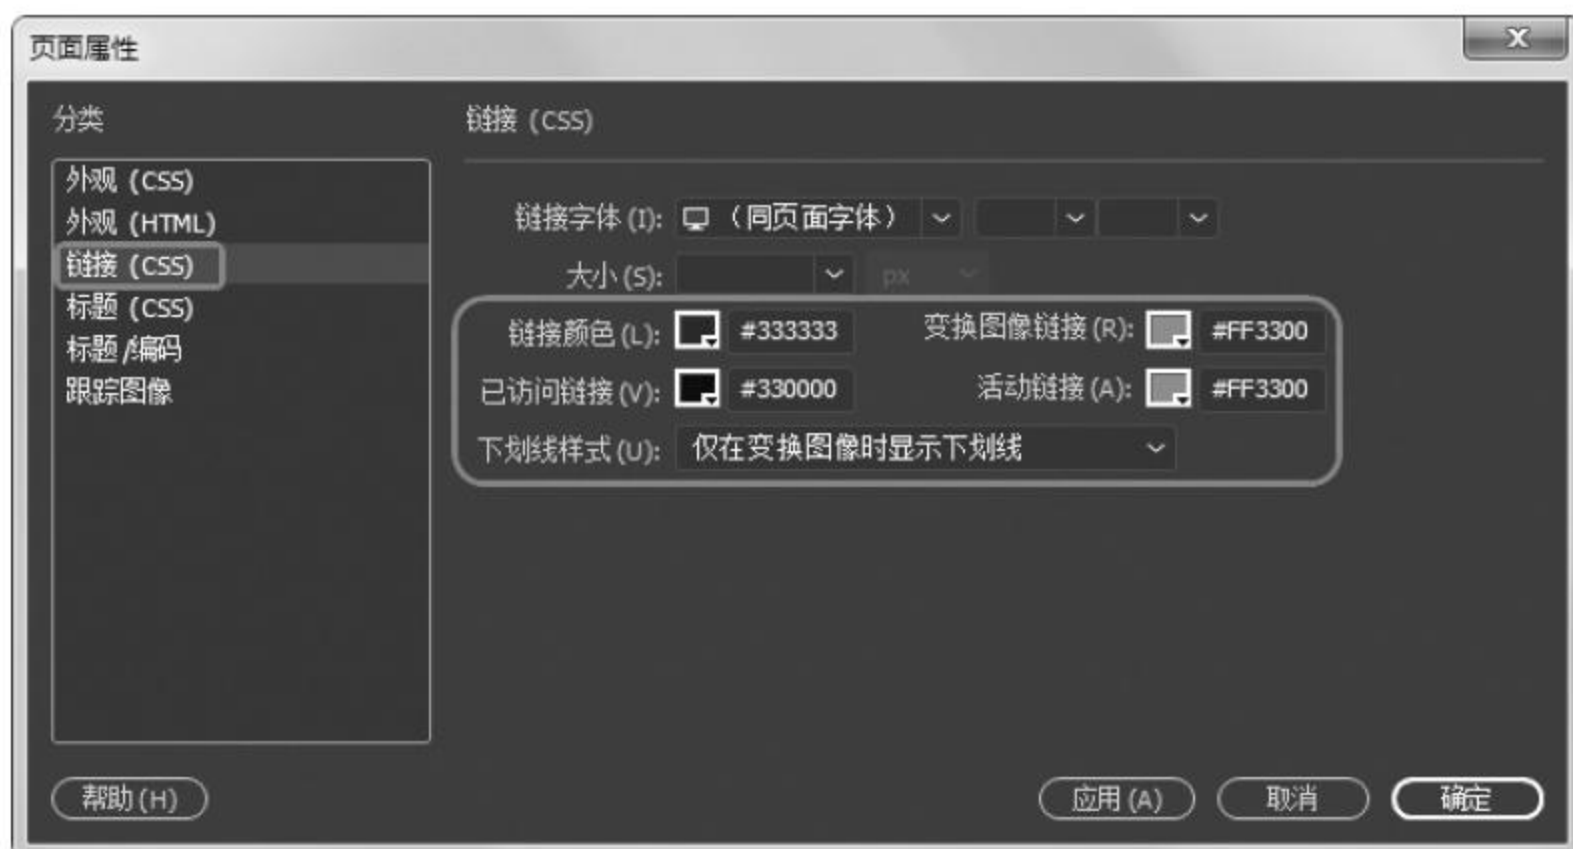 页面属性
X
分类
外观 (CSS)
外观 (HTML)
链接 (CSS)
标题 (CSS)
标题/编码
跟踪图像
链接 (CSS)
链接字体(I): (同页面字体)
大小(S): px
链接颜色(L): #333333 变换图像链接(R): #FF3300
已访问链接(V): #330000 活动链接(A): #FF3300
下划线样式(U): 仅在变换图像时显示下划线
帮助(H) 应用(A) 取消 确定